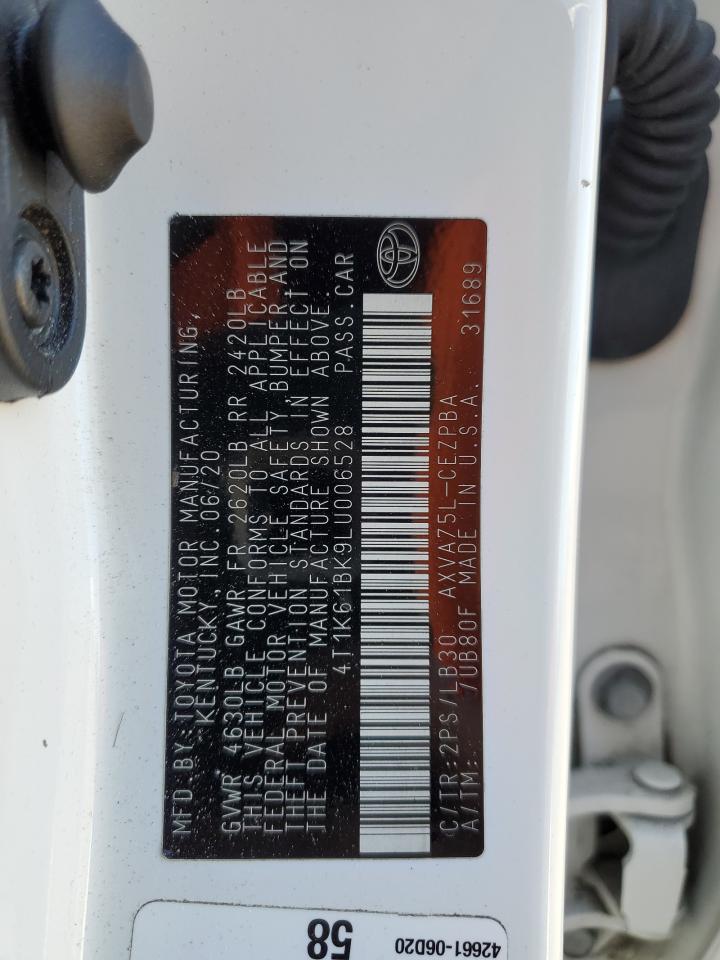 MFD.BY:TOYOTA MOTOR MANUFACTURING,
KENTUCKY, INC. 06/20
GVWR 4630LB GAWR FR 2620LB RR 2420LB
THIS VEHICLE CONFORMS TO ALL APPLICABLE
FEDERAL MOTOR VEHICLE SAFETY, BUMPER AND
THEFT PREVENTION STANDARDS IN EFFECT ON
THE DATE OF MANUFACTURE SHOWN ABOVE.
4T1K61BK9LU006528 PASS.CAR
C/TR:2PS/LB30 AXVA75L-CEZPBA
A/TM: 7UB80F MADE IN U.S.A. 31689
58
42661-06D20